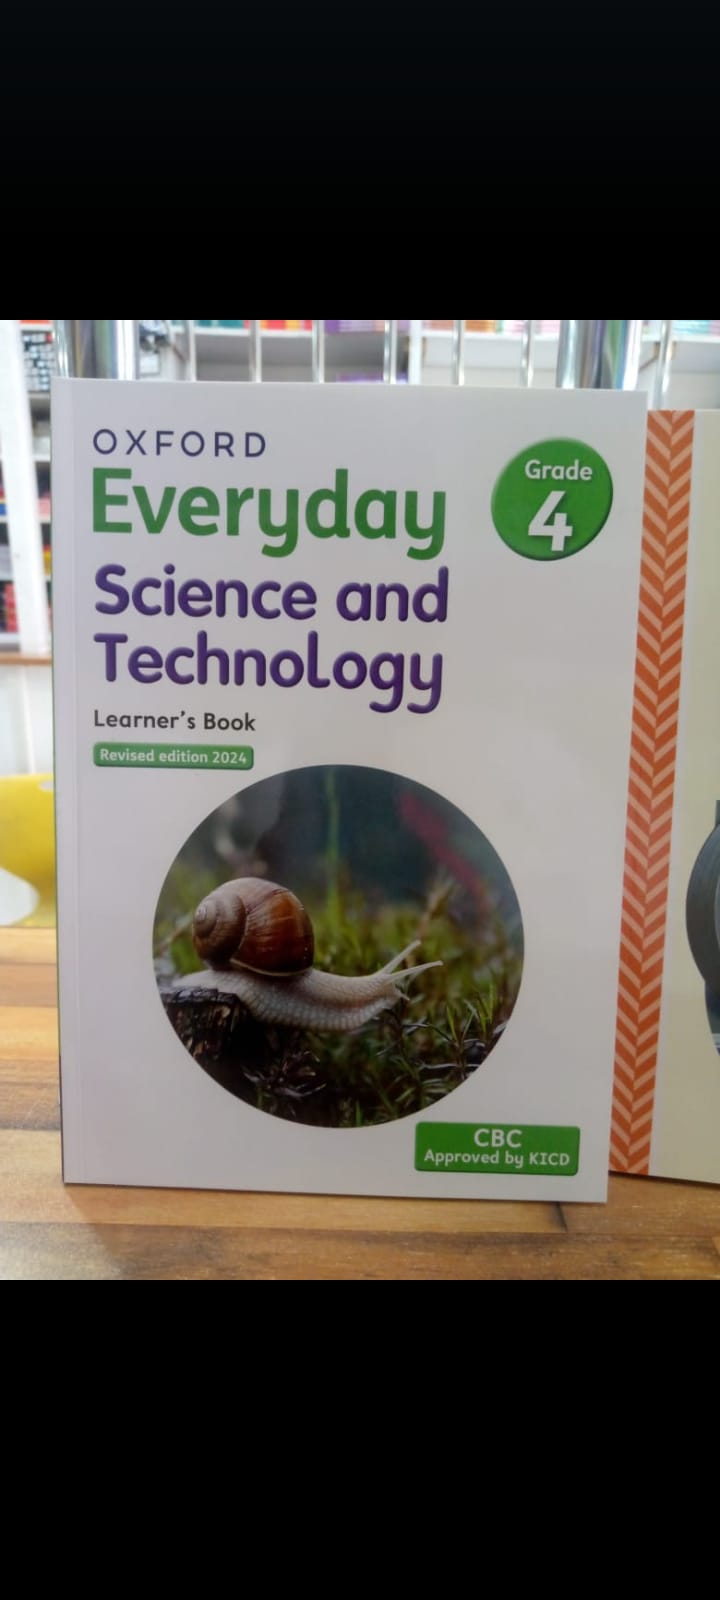 OXFORD
Everyday
Science and
Technology
Learner's Book
Revised edition 2024
Grade
4
CBC
Approved by KICD